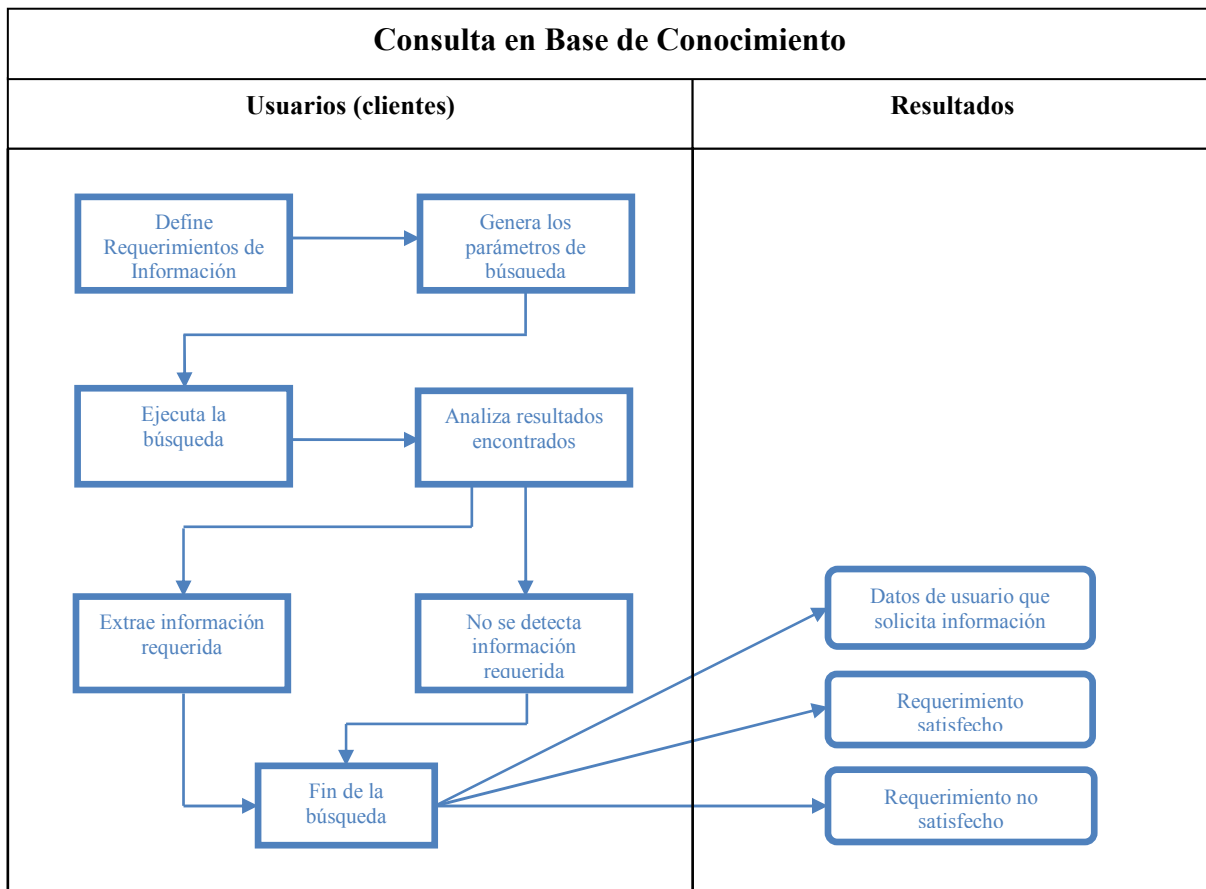 Consulta en Base de Conocimiento
Usuarios (clientes)
Resultados
Define
Requerimientos de
Información
Genera los
parámetros de
búsqueda
Ejecuta la
búsqueda
Analiza resultados
encontrados
Extrae información
requerida
No se detecta
información
requerida
Fin de la
búsqueda
Datos de usuario que
solicita información
Requerimiento
satisfecho
Requerimiento no
satisfecho